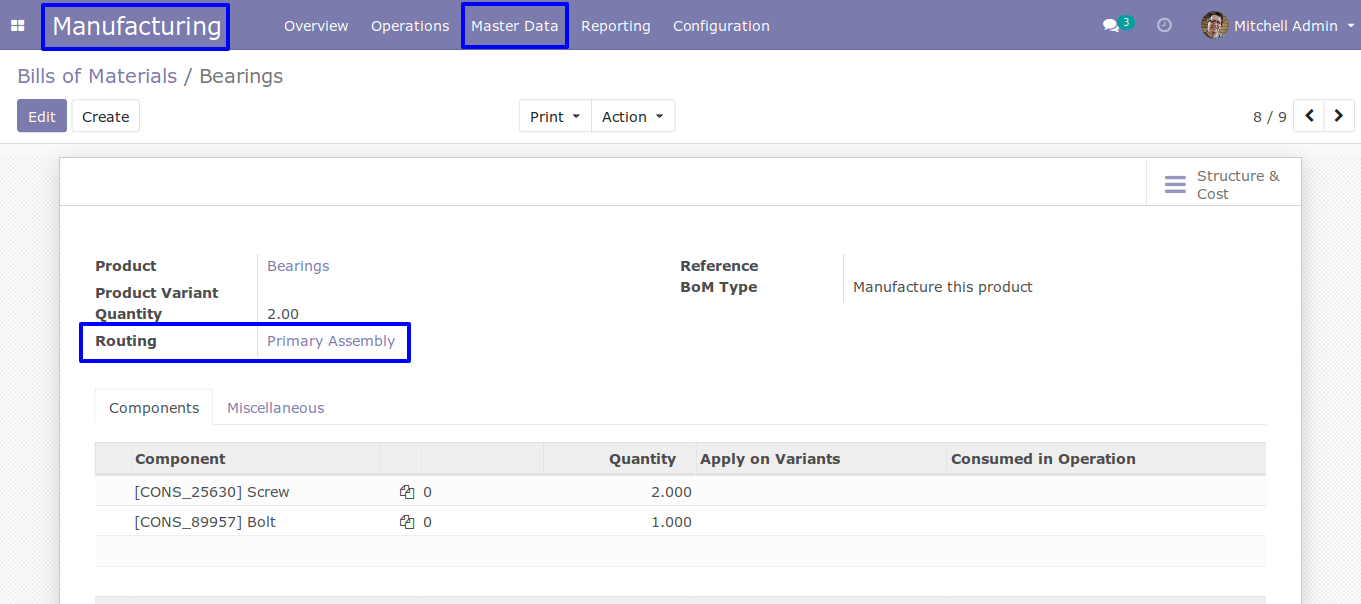 Manufacturing Overview Operations Master Data Reporting Configuration 3 Mitchell Admin
Bills of Materials / Bearings
Edit Create Print Action 8 / 9
Structure &
Cost
Product Bearings Reference
BoM Type Manufacture this product
Product Variant
Quantity 2.00
Routing Primary Assembly
Components Miscellaneous
Component Quantity Apply on Variants Consumed in Operation
[CONS_25630] Screw 0 2.000
[CONS_89957] Bolt 0 1.000